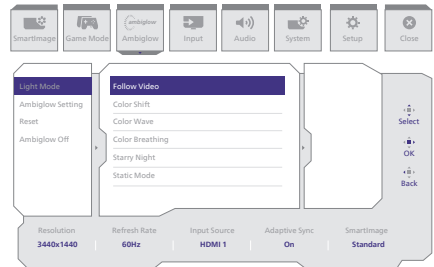 SmartImage Game Mode ambiglow Ambiglow Input Audio System Setup Close
Light Mode
Ambiglow Setting
Reset
Ambiglow Off
Follow Video
Color Shift
Color Wave
Color Breathing
Starry Night
Static Mode
Select
OK
Back
Resolution Refresh Rate Input Source Adaptive Sync SmartImage
3440x1440 60Hz HDMI 1 On Standard